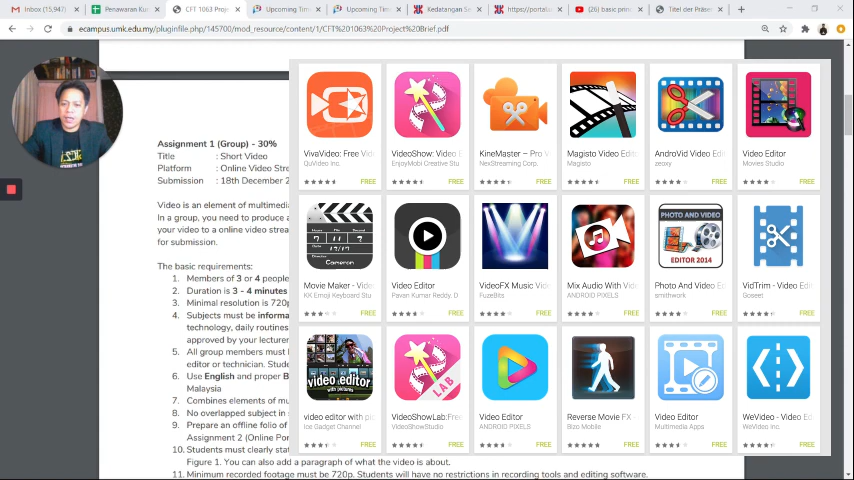 Inbox (15,947)
Penawaran Ku
CFT 1063 Proj
Upcoming Tim
Upcoming Tim
Kedatangan Se
https://portal
(26) basic princ
Titel der Präse
ecampus.umk.edu.my/pluginfile.php/145700/mod_resource/content/1/CFT%201063%20Project%20Brief.pdf
Assignment 1 (Group) - 30%
Title : Short Video
Platform : Online Video Stre
Submission : 18th December 2
Video is an element of multimedia
In a group, you need to produce a
your video to a online video strea
for submission.
The basic requirements:
1. Members of 3 or 4 people
2. Duration is 3 - 4 minutes
3. Minimal resolution is 720p
4. Subjects must be informa
technology, daily routines
approved by your lecturer
5. All group members must
editor or technician. Stude
6. Use English and proper B
Malaysia
7. Combines elements of mu
8. No overlapped subject in
9. Prepare an offline folio of
Assignment 2 (Online Por
10. Students must clearly stat
Figure 1. You can also add a paragraph of what the video is about.
11. Minimum recorded footage must be 720p. Students will have no restrictions in recording tools and editing software.
VivaVideo: Free Vid
QuVideo Inc.
FREE
VideoShow: Video E
EnjoyMobi Creative Stu
FREE
KineMaster – Pro V
NexStreaming Corp.
FREE
Magisto Video Edit
Magisto
FREE
AndroVid Video Edi
zeoxy
FREE
Video Editor
Movies Studio
FREE
Cameron
Movie Maker - Vide
KK Emoji Keyboard Stu
FREE
Video Editor
Pavan Kumar Reddy. D
FREE
VideoFX Music Vid
FuzeBits
FREE
Mix Audio With Vid
ANDROID PIXELS
FREE
PHOTO AND VIDEO
EDITOR 2014
Photo And Video E
smithwork
FREE
VidTrim - Video Edi
Goseet
FREE
video editor
with pictures
video editor with pic
Ice Gadget Channel
FREE
LAB
VideoShowLab:Free
VideoShowStudio
FREE
Video Editor
ANDROID PIXELS
FREE
Reverse Movie FX -
Bizo Mobile
FREE
Video Editor
Multimedia Apps
FREE
WeVideo - Video Ed
WeVideo Inc.
FREE